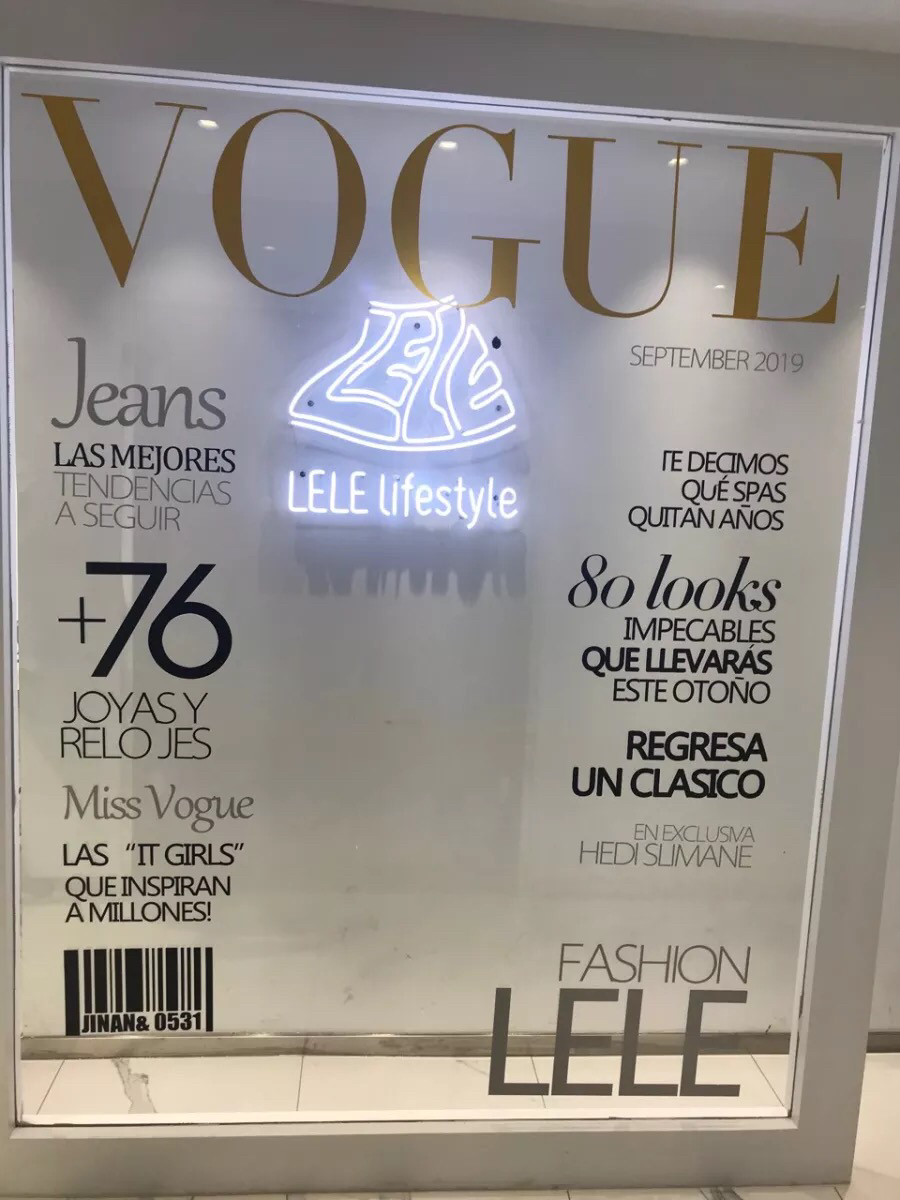 VOGUE
LELE
LELE lifestyle
SEPTEMBER 2019
Jeans
LAS MEJORES
TENDENCIAS
A SEGUIR
+76
JOYAS Y
RELOJES
Miss Vogue
LAS "IT GIRLS"
QUE INSPIRAN
A MILLONES!
JINAN& 0531
TE DECIMOS
QUÉ SPAS
QUITAN AÑOS
80 looks
IMPECABLES
QUE LLEVARÁS
ESTE OTOÑO
REGRESA
UN CLASICO
EN EXCLUSIVA
HEDI SLIMANE
FASHION
LELE